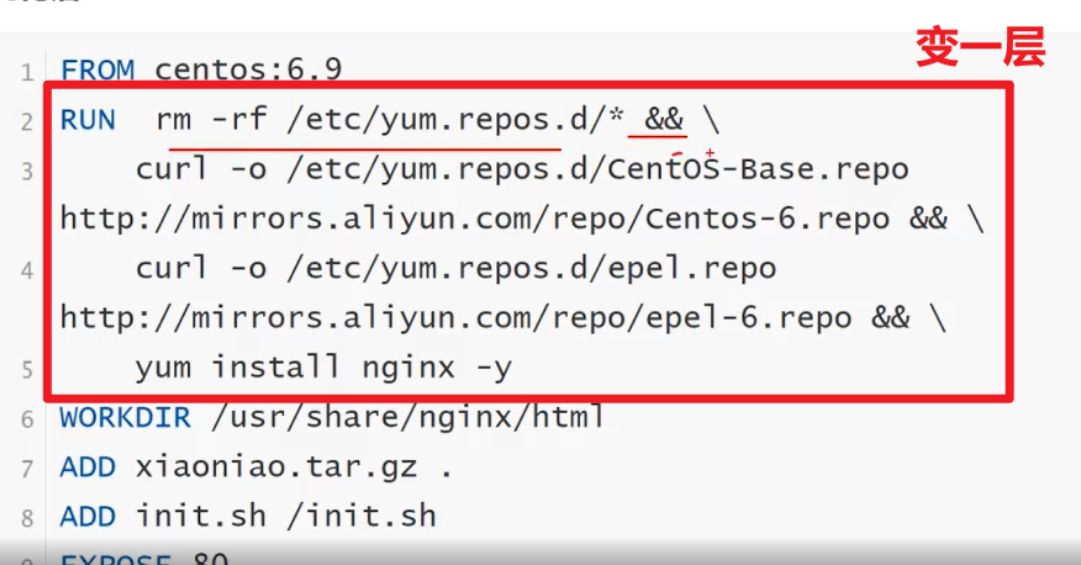 变一层
1 FROM centos:6.9
2 RUN  rm -rf /etc/yum.repos.d/* && \
3     curl -o /etc/yum.repos.d/CentOS-Base.repo
http://mirrors.aliyun.com/repo/Centos-6.repo && \
4     curl -o /etc/yum.repos.d/epel.repo
http://mirrors.aliyun.com/repo/epel-6.repo && \
5     yum install nginx -y
6 WORKDIR /usr/share/nginx/html
7 ADD xiaoniao.tar.gz .
8 ADD init.sh /init.sh
9 EXPOSE 80